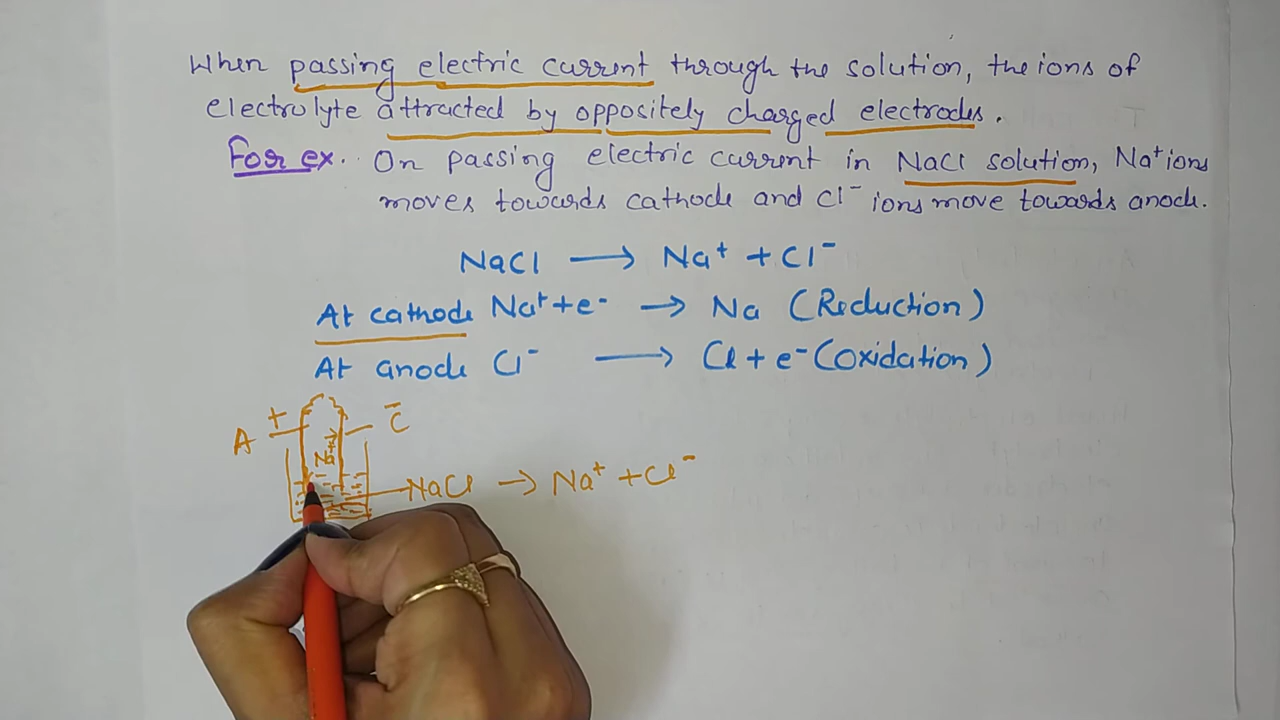 When passing electric current through the solution, the ions of
electrolyte attracted by oppositely charged electrodes.
For ex. On passing electric current in NaCl solution, Na⁺ ions
moves towards cathode and Cl⁻ ions move towards anode.
NaCl → Na⁺ + Cl⁻
At cathode Na⁺ + e⁻ → Na (Reduction)
At anode Cl⁻ → Cl + e⁻ (Oxidation)
A + - C
Na⁺
NaCl → Na⁺ + Cl⁻